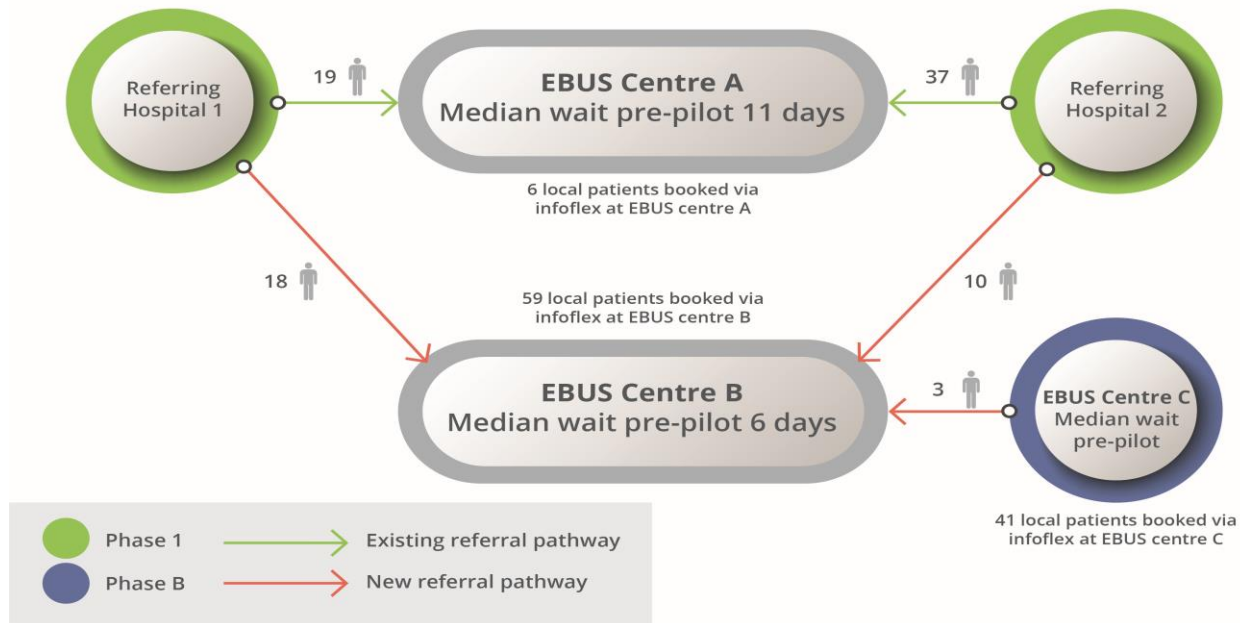 Referring
Hospital 1
19
EBUS Centre A
Median wait pre-pilot 11 days
37
Referring
Hospital 2
6 local patients booked via
infoflex at EBUS centre A
18
59 local patients booked via
infoflex at EBUS centre B
10
EBUS Centre B
Median wait pre-pilot 6 days
3
EBUS Centre C
Median wait
pre-pilot
41 local patients booked via
infoflex at EBUS centre C
Phase 1
Existing referral pathway
Phase B
New referral pathway